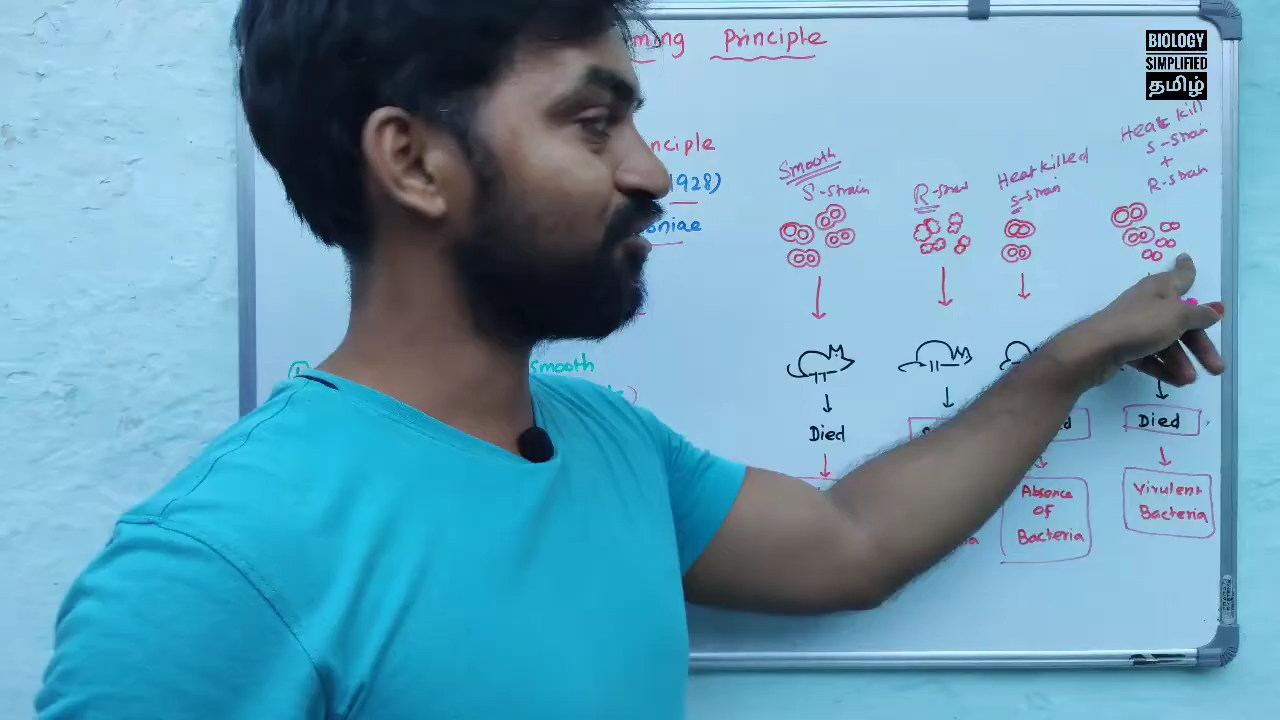 BIOLOGY
SIMPLIFIED
தமிழ்
ming Principle
nciple
1928)
oniae
Smooth
Smooth
S-strain
R-strain
Heat killed
S-strain
Heat kill
S-strain
+
R-strain
Died
Died
Absence
of
Bacteria
Virulent
Bacteria